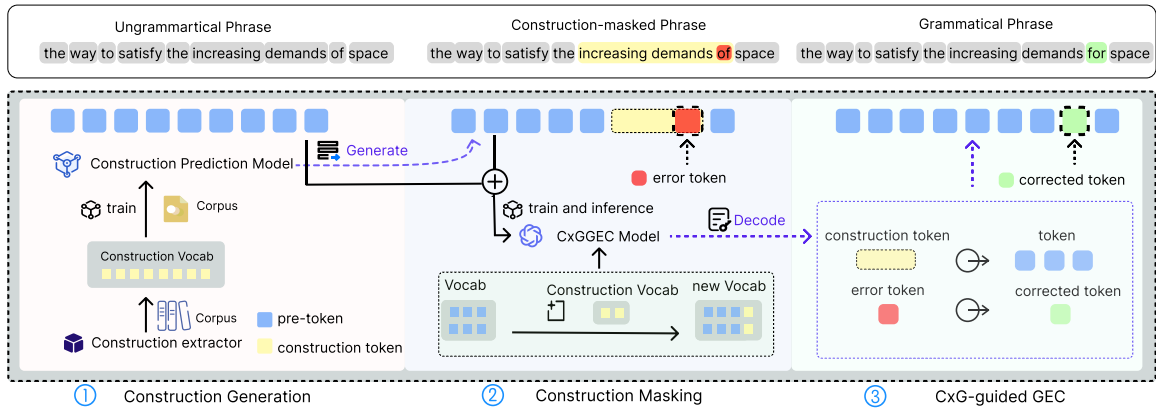 Ungrammartical Phrase
the way to satisfy the increasing demands of space
Construction-masked Phrase
the way to satisfy the increasing demands of space
Grammatical Phrase
the way to satisfy the increasing demands for space
Construction Prediction Model
Generate
train
Corpus
Construction Vocab
Corpus
Construction extractor
pre-token
construction token
error token
train and inference
CxGGEC Model
Decode
Vocab
Construction Vocab
new Vocab
corrected token
construction token
token
error token
corrected token
1 Construction Generation
2 Construction Masking
3 CxG-guided GEC